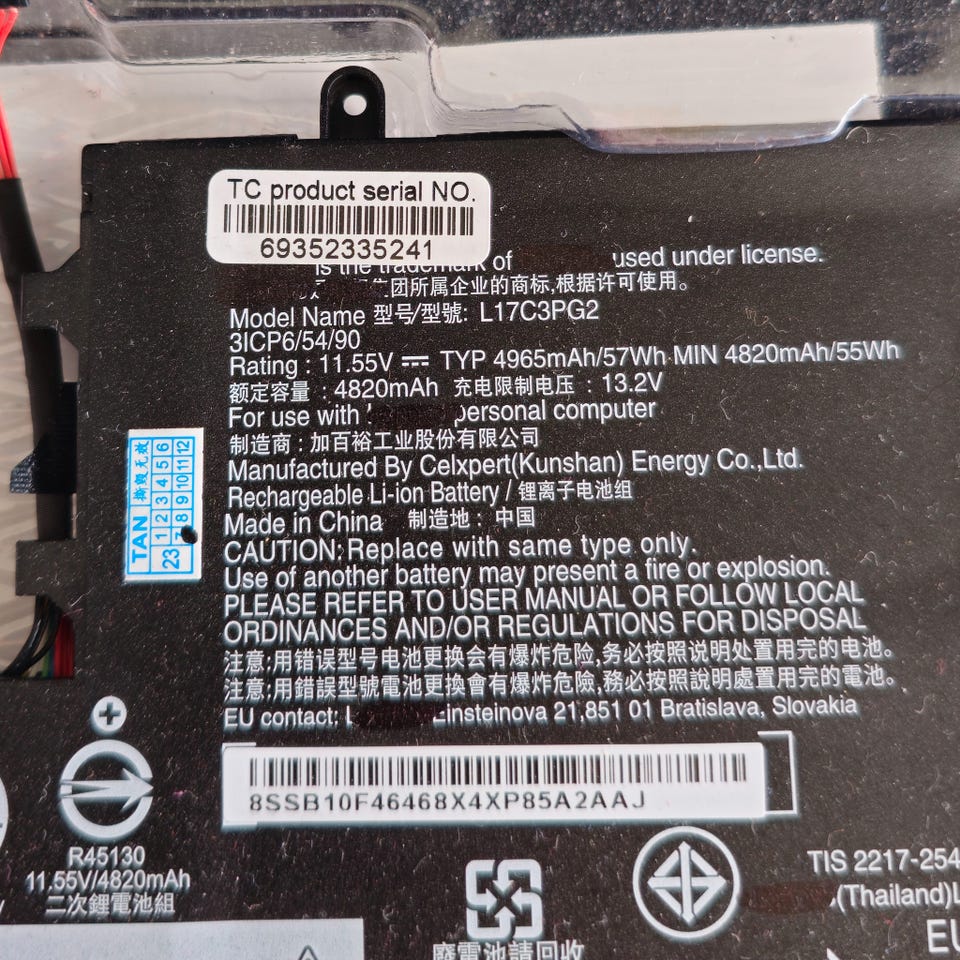 TC product serial NO.
69352335241
is the trademark of used under license.
集团所属企业的商标,根据许可使用。
Model Name 型号/型號: L17C3PG2
3ICP6/54/90
Rating : 11.55V ⎓ TYP 4965mAh/57Wh MIN 4820mAh/55Wh
额定容量 : 4820mAh 充电限制电压 : 13.2V
For use with personal computer
制造商 : 加百裕工业股份有限公司
Manufactured By Celxpert(Kunshan) Energy Co.,Ltd.
Rechargeable Li-ion Battery / 锂离子电池组
Made in China 制造地 : 中国
CAUTION: Replace with same type only.
Use of another battery may present a fire or explosion.
PLEASE REFER TO USER MANUAL OR FOLLOW LOCAL
ORDINANCES AND/OR REGULATIONS FOR DISPOSAL
注意:用错误型号电池更换会有爆炸危险,务必按照说明处置用完的电池。
注意:用錯誤型號電池更換會有爆炸危險,務必按照說明處置用完的電池。
EU contact: Einsteinova 21,851 01 Bratislava, Slovakia
8SSB10F46468X4XP85A2AAJ
TAN 撕毁无效
1 2 3 4 5 6
23 7 8 9 10 11 12
R45130
11.55V/4820mAh
二次鋰電池組
廢電池請回收
TIS 2217-254
(Thailand)L
EU